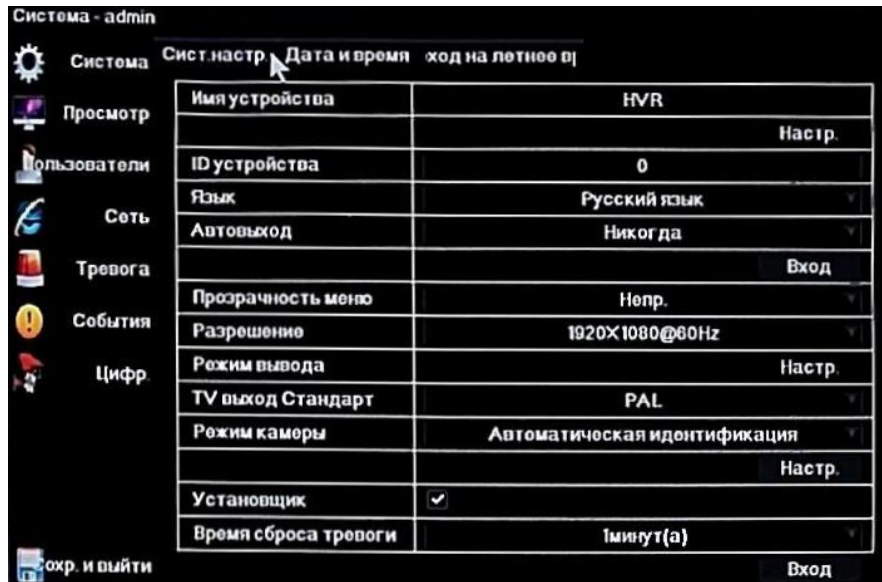 Система - admin
Система
Сист.настр. Дата и время ход на летнее в
Просмотр
Имя устройства HVR
Настр.
ользователи
ID устройства 0
Язык Русский язык
Сеть
Автовыход Никогда
Тревога
Вход
Прозрачность меню Непр.
События
Разрешение 1920X1080@60Hz
Цифр.
Режим вывода Настр.
TV выход Стандарт PAL
Режим камеры Автоматическая идентификация
Настр.
Установщик
Время сброса тревоги 1минут(а)
Сохр. и выйти
Вход